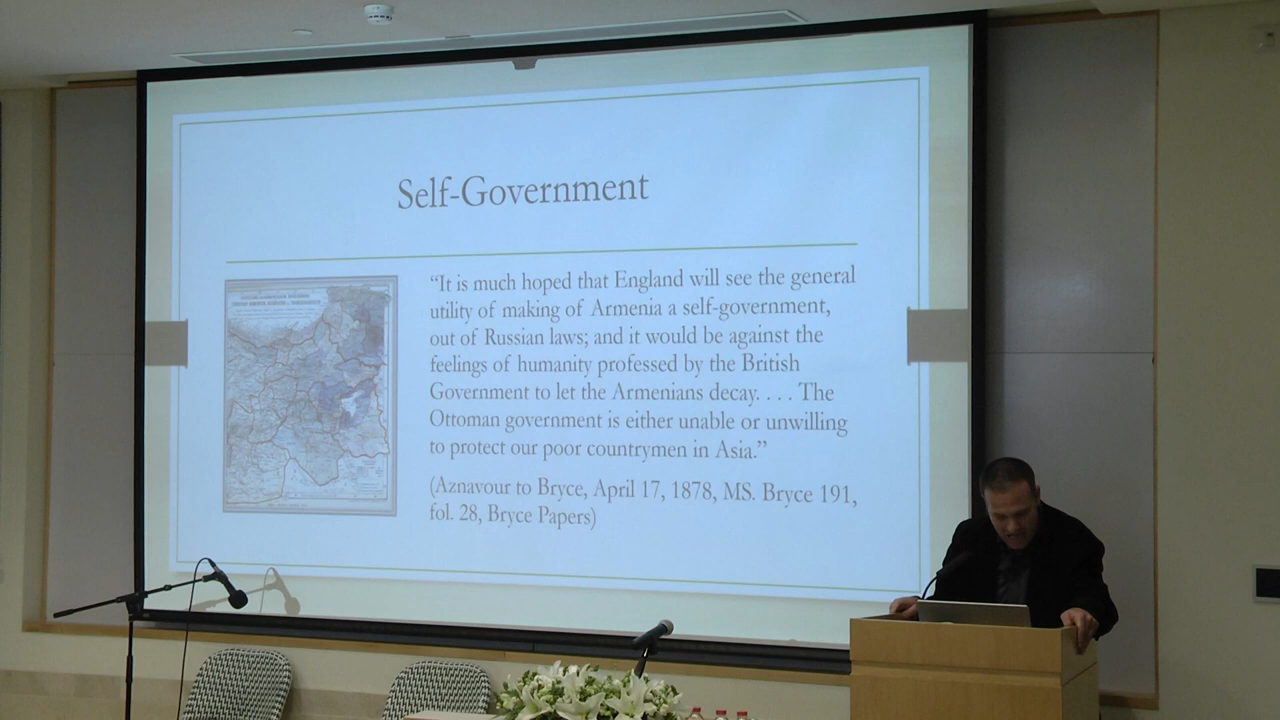 Self-Government
“It is much hoped that England will see the general
utility of making of Armenia a self-government,
out of Russian laws; and it would be against the
feelings of humanity professed by the British
Government to let the Armenians decay. . . . The
Ottoman government is either unable or unwilling
to protect our poor countrymen in Asia.”
(Aznavour to Bryce, April 17, 1878, MS. Bryce 191,
fol. 28, Bryce Papers)